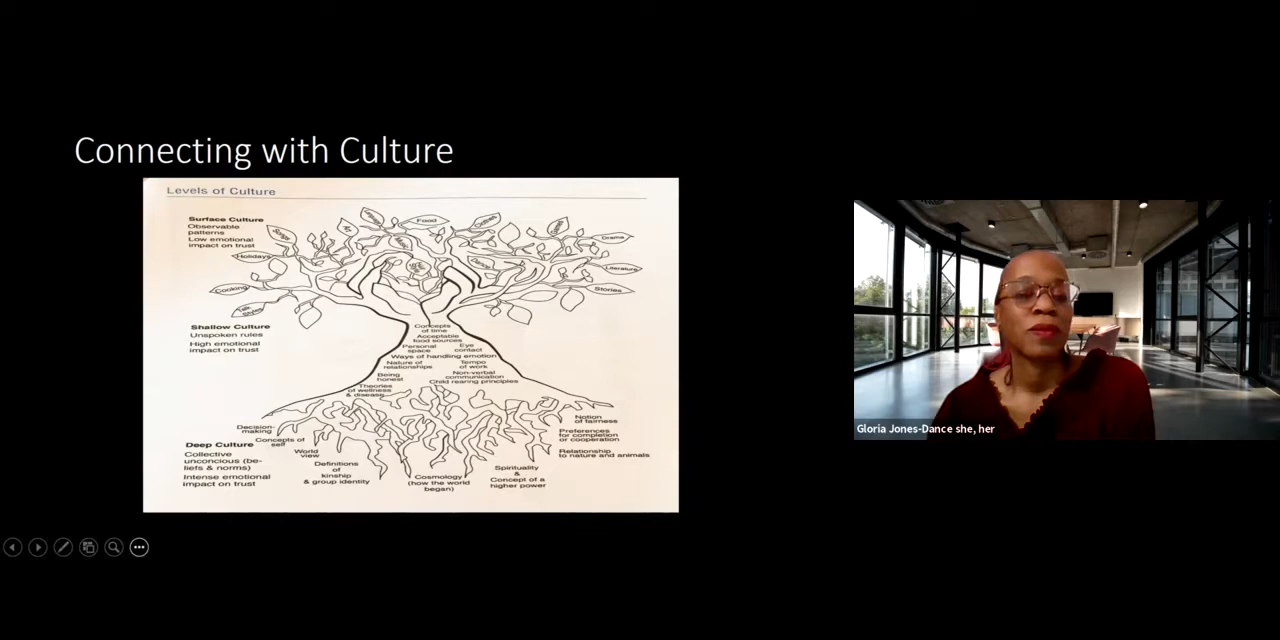 Connecting with Culture
Levels of Culture
Surface Culture
Observable
patterns
Low emotional
impact on trust
Food
Drama
Literature
Stories
Holidays
Cooking
Songs
Shallow Culture
Unspoken rules
High emotional
impact on trust
Concepts
of time
Acceptable
food sources
Personal
space
Eye
contact
Ways of handling emotion
Nature of
relationships
Tempo
of work
Being
honest
Non-verbal
communication
Child rearing principles
Theories
of wellness
& disease
Deep Culture
Collective
unconcious (be-
liefs & norms)
Intense emotional
impact on trust
Decision-
making
Concepts of
self
World
view
Definitions
of
kinship
& group identity
Cosmology
(how the world
began)
Spirituality
&
Concept of a
higher power
Notion
of fairness
Preferences
for completion
or cooperation
Relationship
to nature and animals
Gloria Jones-Dance she, her